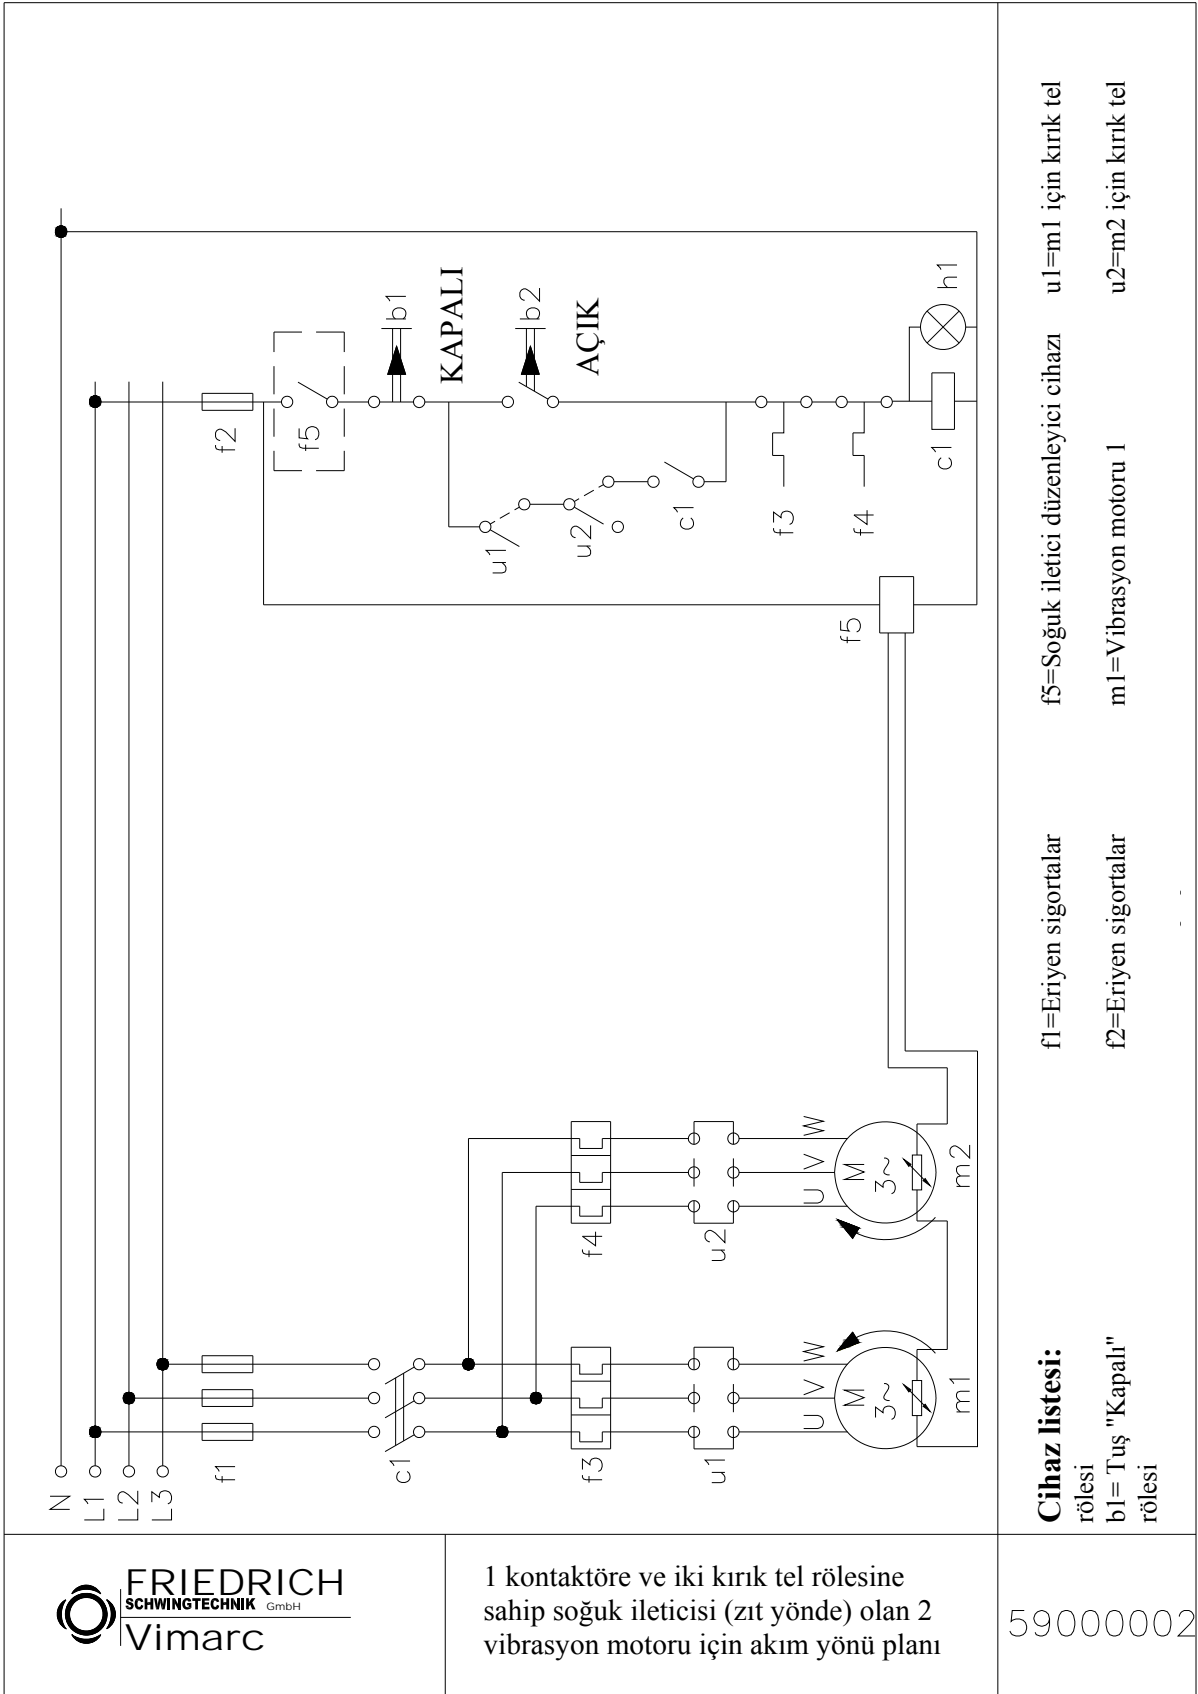 N
L1
L2
L3
f1
c1
f3
u1
U
V
W
M
3~
m1
f4
u2
U
V
W
M
3~
m2
f2
f5
b1
KAPALI
b2
AÇIK
u1
u2
c1
f3
f4
f5
c1
h1
Cihaz listesi:
rölesi
b1= Tuş "Kapalı"
rölesi
f1=Eriyen sigortalar
f2=Eriyen sigortalar
f5=Soğuk iletici düzenleyici cihazı
m1=Vibrasyon motoru 1
u1=m1 için kırık tel
u2=m2 için kırık tel
FRIEDRICH
SCHWINGTECHNIK GmbH
Vimarc
1 kontaktöre ve iki kırık tel rölesine
sahip soğuk ileticisi (zıt yönde) olan 2
vibrasyon motoru için akım yönü planı
59000002